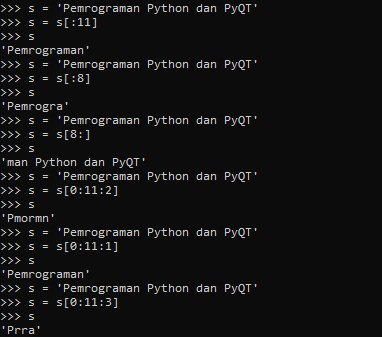 >>> s = 'Pemrograman Python dan PyQT'
>>> s = s[:11]
>>> s
'Pemrograman'
>>> s = 'Pemrograman Python dan PyQT'
>>> s = s[:8]
>>> s
'Pemrogra'
>>> s = 'Pemrograman Python dan PyQT'
>>> s = s[8:]
>>> s
'man Python dan PyQT'
>>> s = 'Pemrograman Python dan PyQT'
>>> s = s[0:11:2]
>>> s
'Pmormn'
>>> s = 'Pemrograman Python dan PyQT'
>>> s = s[0:11:1]
>>> s
'Pemrograman'
>>> s = 'Pemrograman Python dan PyQT'
>>> s = s[0:11:3]
>>> s
'Prra'